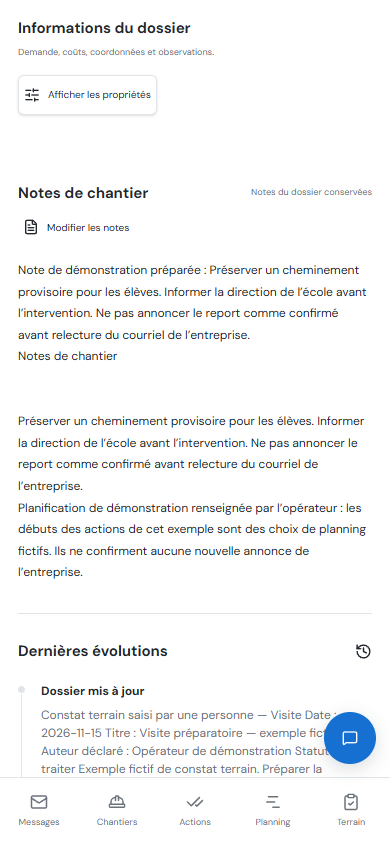 Informations du dossier
Demande, coûts, coordonnées et observations.
Afficher les propriétés
Notes de chantier
Notes du dossier conservées
Modifier les notes
Note de démonstration préparée : Préserver un cheminement
provisoire pour les élèves. Informer la direction de l’école avant
l’intervention. Ne pas annoncer le report comme confirmé
avant relecture du courriel de l’entreprise.
Notes de chantier
Préserver un cheminement provisoire pour les élèves. Informer
la direction de l’école avant l’intervention. Ne pas annoncer le
report comme confirmé avant relecture du courriel de
l’entreprise.
Planification de démonstration renseignée par l’opérateur : les
débuts des actions de cet exemple sont des choix de planning
fictifs. Ils ne confirment aucune nouvelle annonce de
l’entreprise.
Dernières évolutions
Dossier mis à jour
Constat terrain saisi par une personne — Visite Date :
2026-11-15 Titre : Visite préparatoire — exemple
Auteur déclaré : Opérateur de démonstration
traiter Exemple fictif de constat terrain. Préparer la
Messages
Chantiers
Actions
Planning
Terrain